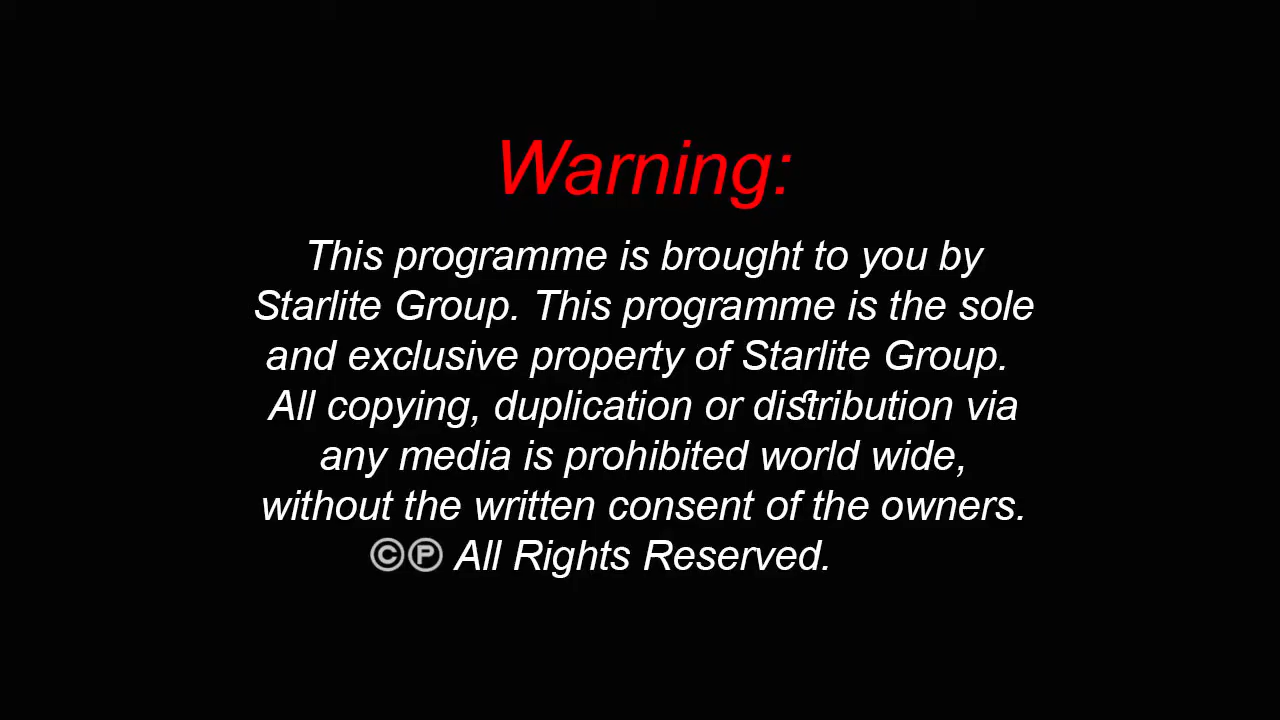 Warning:
This programme is brought to you by
Starlite Group. This programme is the sole
and exclusive property of Starlite Group.
All copying, duplication or distribution via
any media is prohibited world wide,
without the written consent of the owners.
©℗ All Rights Reserved.